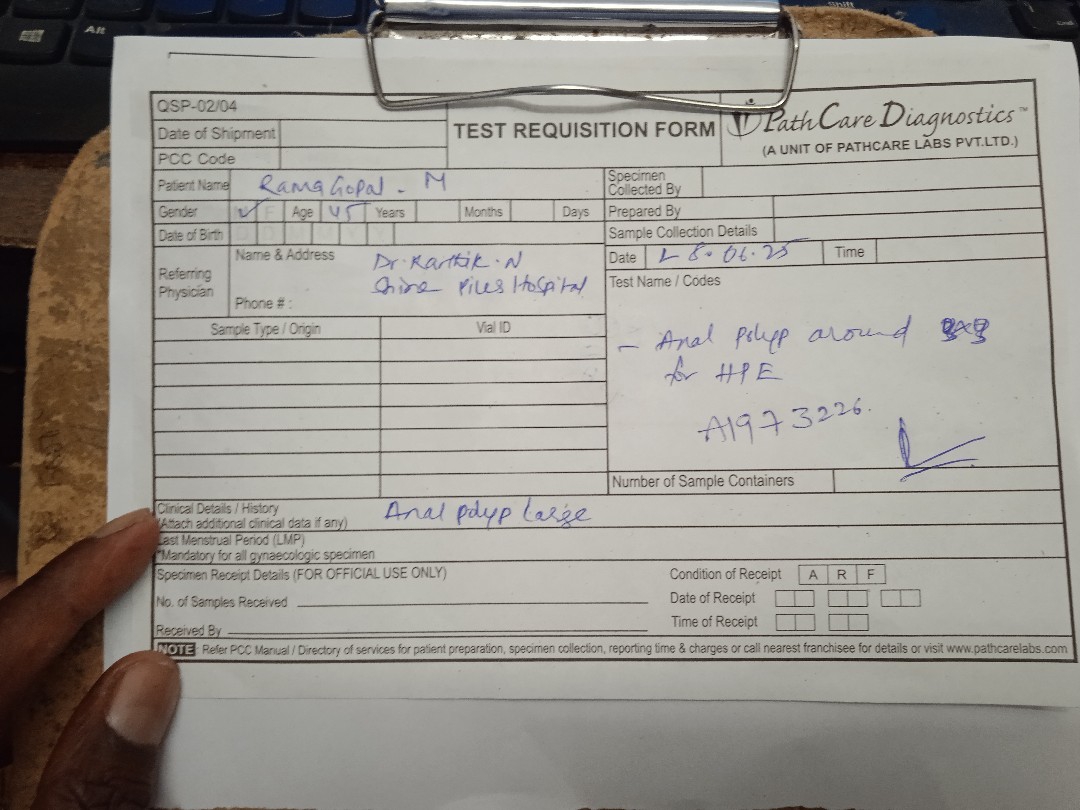 QSP-02/04
Date of Shipment
PCC Code
TEST REQUISITION FORM
PathCare Diagnostics™
(A UNIT OF PATHCARE LABS PVT.LTD.)
Patient Name Rama Gopal. M
Gender M F Age 45 Years Months Days
Date of Birth D D M M Y Y
Referring Physician
Name & Address Dr. Karthik. N
Shine Piles Hospital
Phone # :
Specimen Collected By
Prepared By
Sample Collection Details
Date 8.06.25 Time
Test Name / Codes
- Anal polyp around
for HPE
A1973226.
Sample Type / Origin Vial ID
Number of Sample Containers
Clinical Details / History Anal polyp large
(Attach additional clinical data if any)
Last Menstrual Period (LMP)
*Mandatory for all gynaecologic specimen
Specimen Receipt Details (FOR OFFICIAL USE ONLY)
No. of Samples Received
Received By
Condition of Receipt A R F
Date of Receipt
Time of Receipt
NOTE : Refer PCC Manual / Directory of services for patient preparation, specimen collection, reporting time & charges or call nearest franchisee for details or visit www.pathcarelabs.com
Alt
Shift